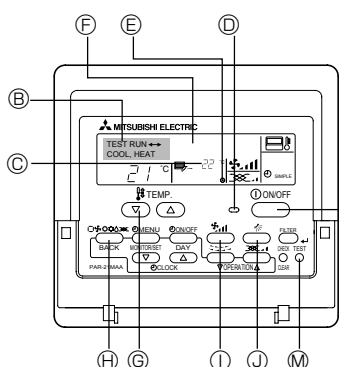 Ⓓ
Ⓔ
Ⓕ
Ⓑ
MITSUBISHI ELECTRIC
TEST RUN
COOL, HEAT
Ⓒ
21 °C
22 °C
SIMPLE
TEMP.
ON/OFF
MENU
ON/OFF
FILTER
BACK
MONITOR/SET
DAY
CHECK
TEST
PAR-21MAA
CLOCK
OPERATION
CLEAR
Ⓗ
Ⓖ
Ⓘ
Ⓙ
Ⓜ